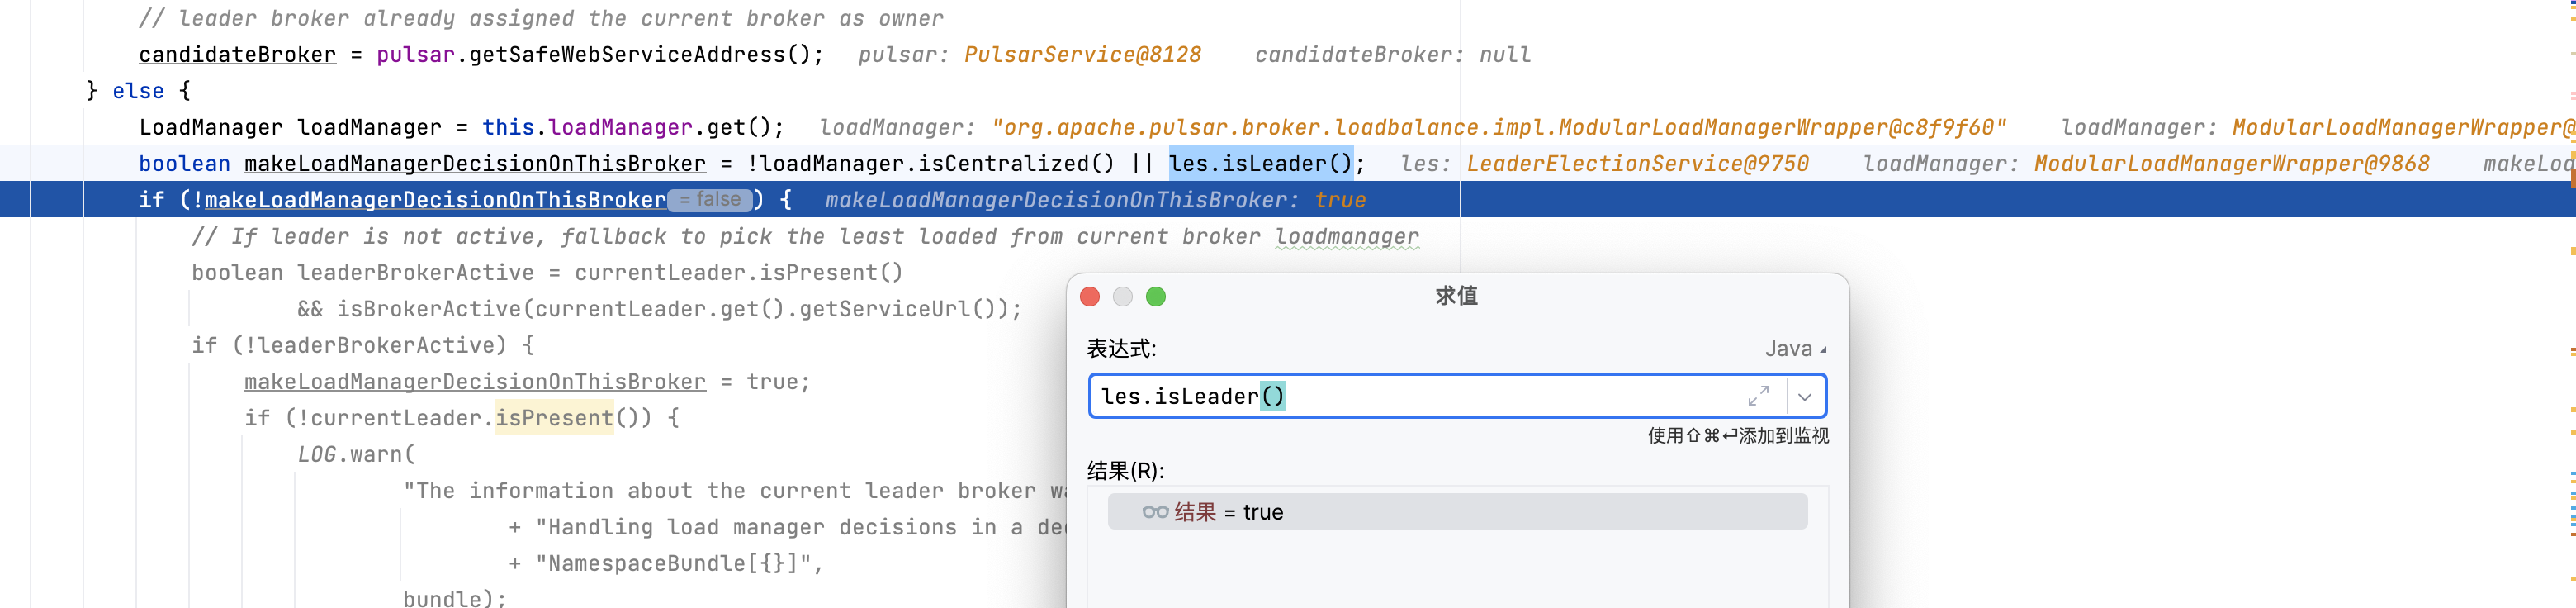 // leader broker already assigned the current broker as owner
candidateBroker = pulsar.getSafeWebServiceAddress(); pulsar: PulsarService@8128 candidateBroker: null
} else {
LoadManager loadManager = this.loadManager.get(); loadManager: "org.apache.pulsar.broker.loadbalance.impl.ModularLoadManagerWrapper@c8f9f60" loadManager: ModularLoadManagerWrapper@
boolean makeLoadManagerDecisionOnThisBroker = !loadManager.isCentralized() || les.isLeader(); les: LeaderElectionService@9750 loadManager: ModularLoadManagerWrapper@9868 makeLoad
if (!makeLoadManagerDecisionOnThisBroker = false ) { makeLoadManagerDecisionOnThisBroker: true
// If leader is not active, fallback to pick the least loaded from current broker loadmanager
boolean leaderBrokerActive = currentLeader.isPresent()
&& isBrokerActive(currentLeader.get().getServiceUrl());
if (!leaderBrokerActive) {
makeLoadManagerDecisionOnThisBroker = true;
if (!currentLeader.isPresent()) {
LOG.warn(
"The information about the current leader broker wa
+ "Handling load manager decisions in a dec
+ "NamespaceBundle[{}]",
bundle);
求值
表达式:
Java
les.isLeader()
使用⇧⌘↩添加到监视
结果(R):
结果 = true